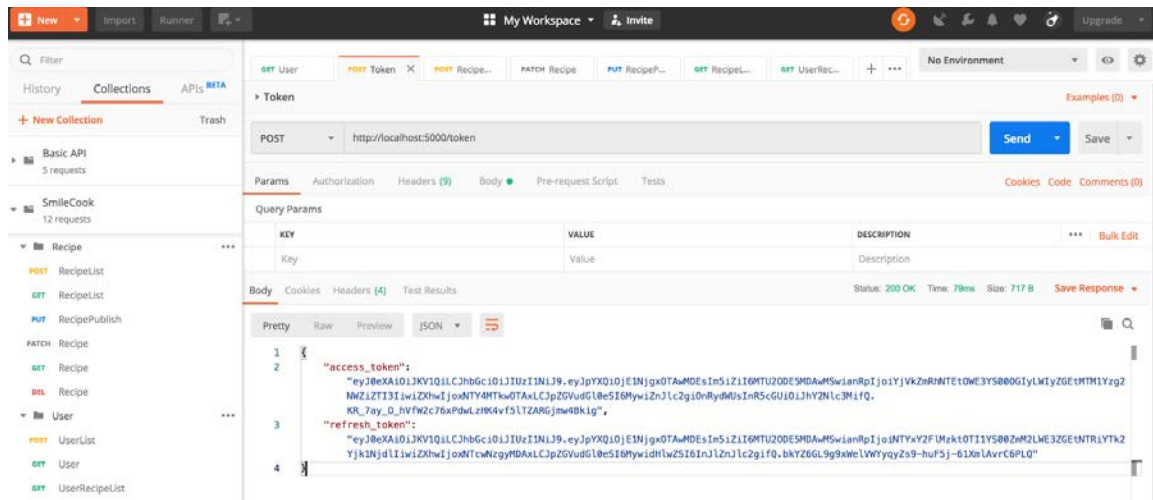 New Import Runner My Workspace Invite Upgrade
Filter
History Collections APIs BETA
+ New Collection Trash
Basic API
5 requests
SmileCook
12 requests
Recipe
POST RecipeList
GET RecipeList
PUT RecipePublish
PATCH Recipe
GET Recipe
DEL Recipe
User
POST UserList
GET User
GET UserRecipeList
GET User POST Token X POST Recipe... PATCH Recipe PUT RecipeP... GET RecipeL... GET UserRec... + ••• No Environment
Token Examples (0)
POST http://localhost:5000/token Send Save
Params Authorization Headers (9) Body Pre-request Script Tests Cookies Code Comments (0)
Query Params
KEY VALUE DESCRIPTION ••• Bulk Edit
Key Value Description
Body Cookies Headers (4) Test Results Status: 200 OK Time: 79ms Size: 717 B Save Response
Pretty Raw Preview JSON
1 {
2 "access_token":
3 "refresh_token":
4 }